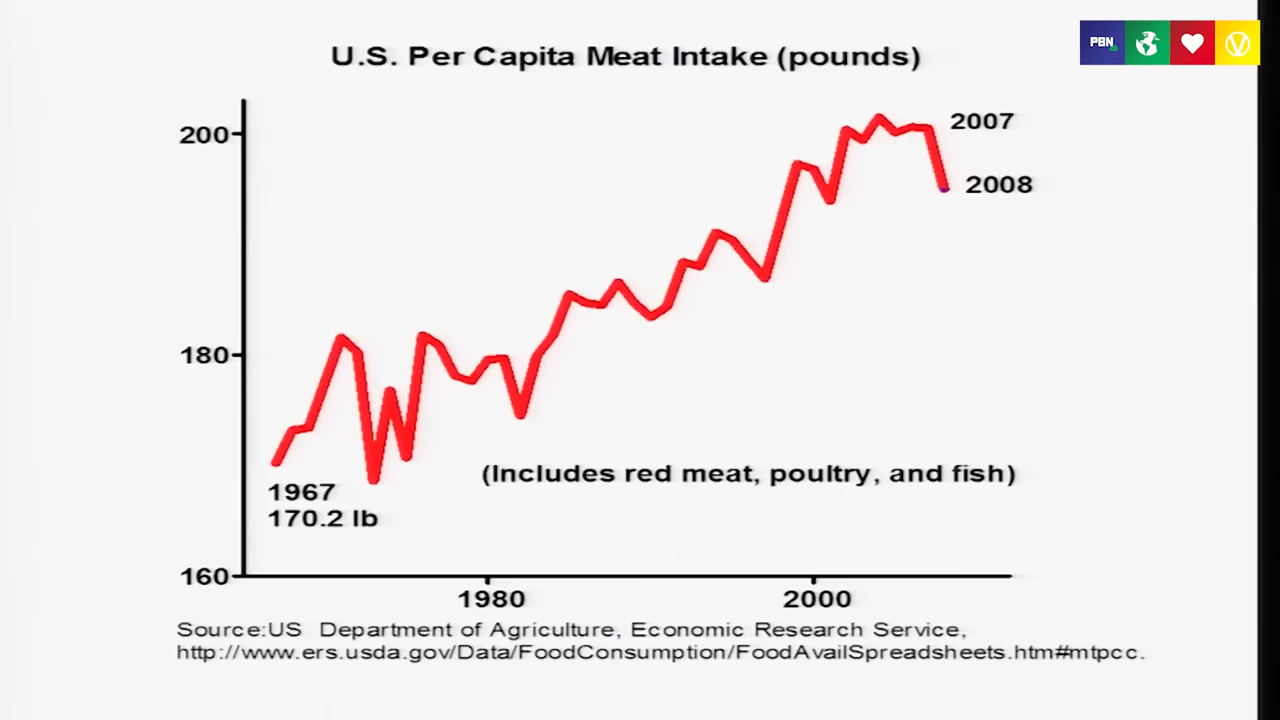 PBN
U.S. Per Capita Meat Intake (pounds)
200
2007
2008
180
(Includes red meat, poultry, and fish)
1967
170.2 lb
160
1980 2000
Source:US Department of Agriculture, Economic Research Service,
http://www.ers.usda.gov/Data/FoodConsumption/FoodAvailSpreadsheets.htm#mtpcc.